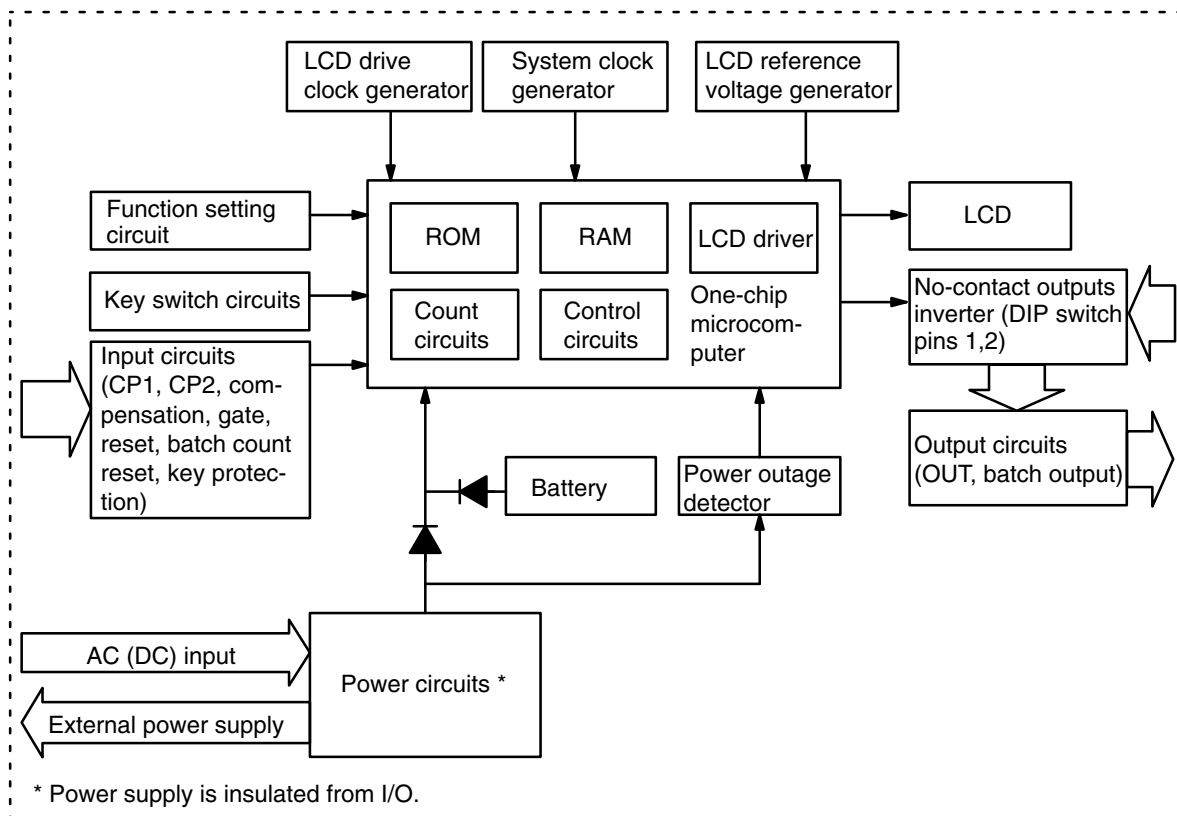 LCD drive
clock generator
System clock
generator
LCD reference
voltage generator
Function setting
circuit
ROM
RAM
LCD driver
LCD
Key switch circuits
Count
circuits
Control
circuits
One-chip
microcom-
puter
No-contact outputs
inverter (DIP switch
pins 1,2)
Input circuits
(CP1, CP2, com-
pensation, gate,
reset, batch count
reset, key protec-
tion)
Output circuits
(OUT, batch output)
Battery
Power outage
detector
AC (DC) input
Power circuits *
External power supply
* Power supply is insulated from I/O.